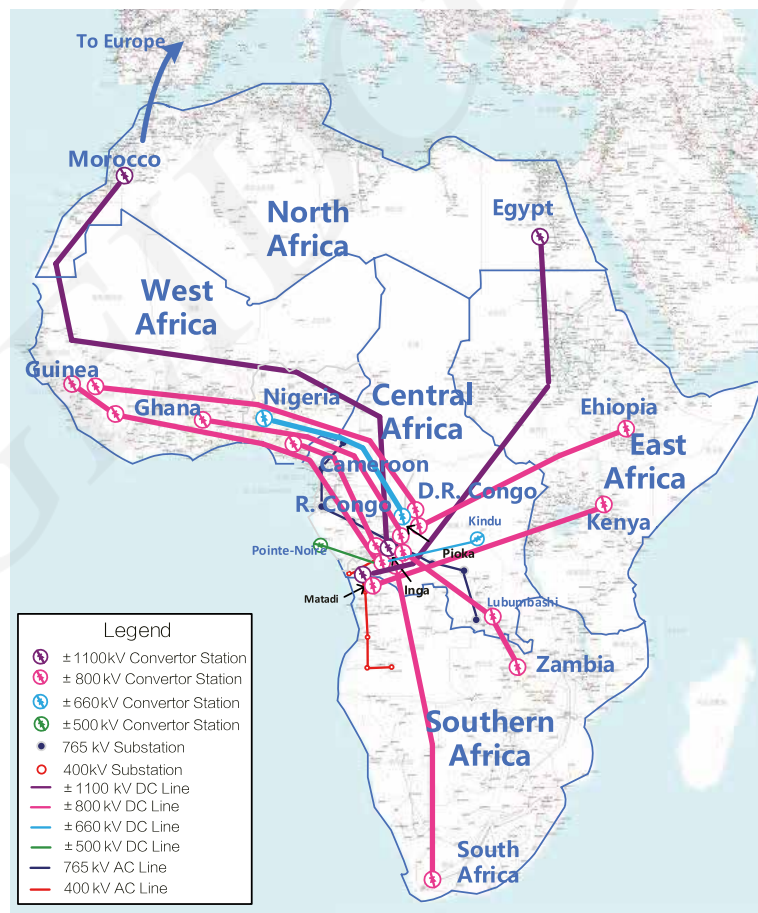 To Europe
Morocco
North
Africa
Egypt
West
Africa
Guinea
Ghana
Nigeria
Central
Africa
Ehiopia
East
Africa
Cameroon
D.R. Congo
R. Congo
Kenya
Kindu
Pointe-Noire
Pioka
Matadi
Inga
Lubumbashi
Zambia
Southern
Africa
South
Africa
Legend
±1100kV Convertor Station
±800kV Convertor Station
±660kV Convertor Station
±500kV Convertor Station
765 kV Substation
400kV Substation
±1100 kV DC Line
±800 kV DC Line
±660 kV DC Line
±500 kV DC Line
765 kV AC Line
400 kV AC Line